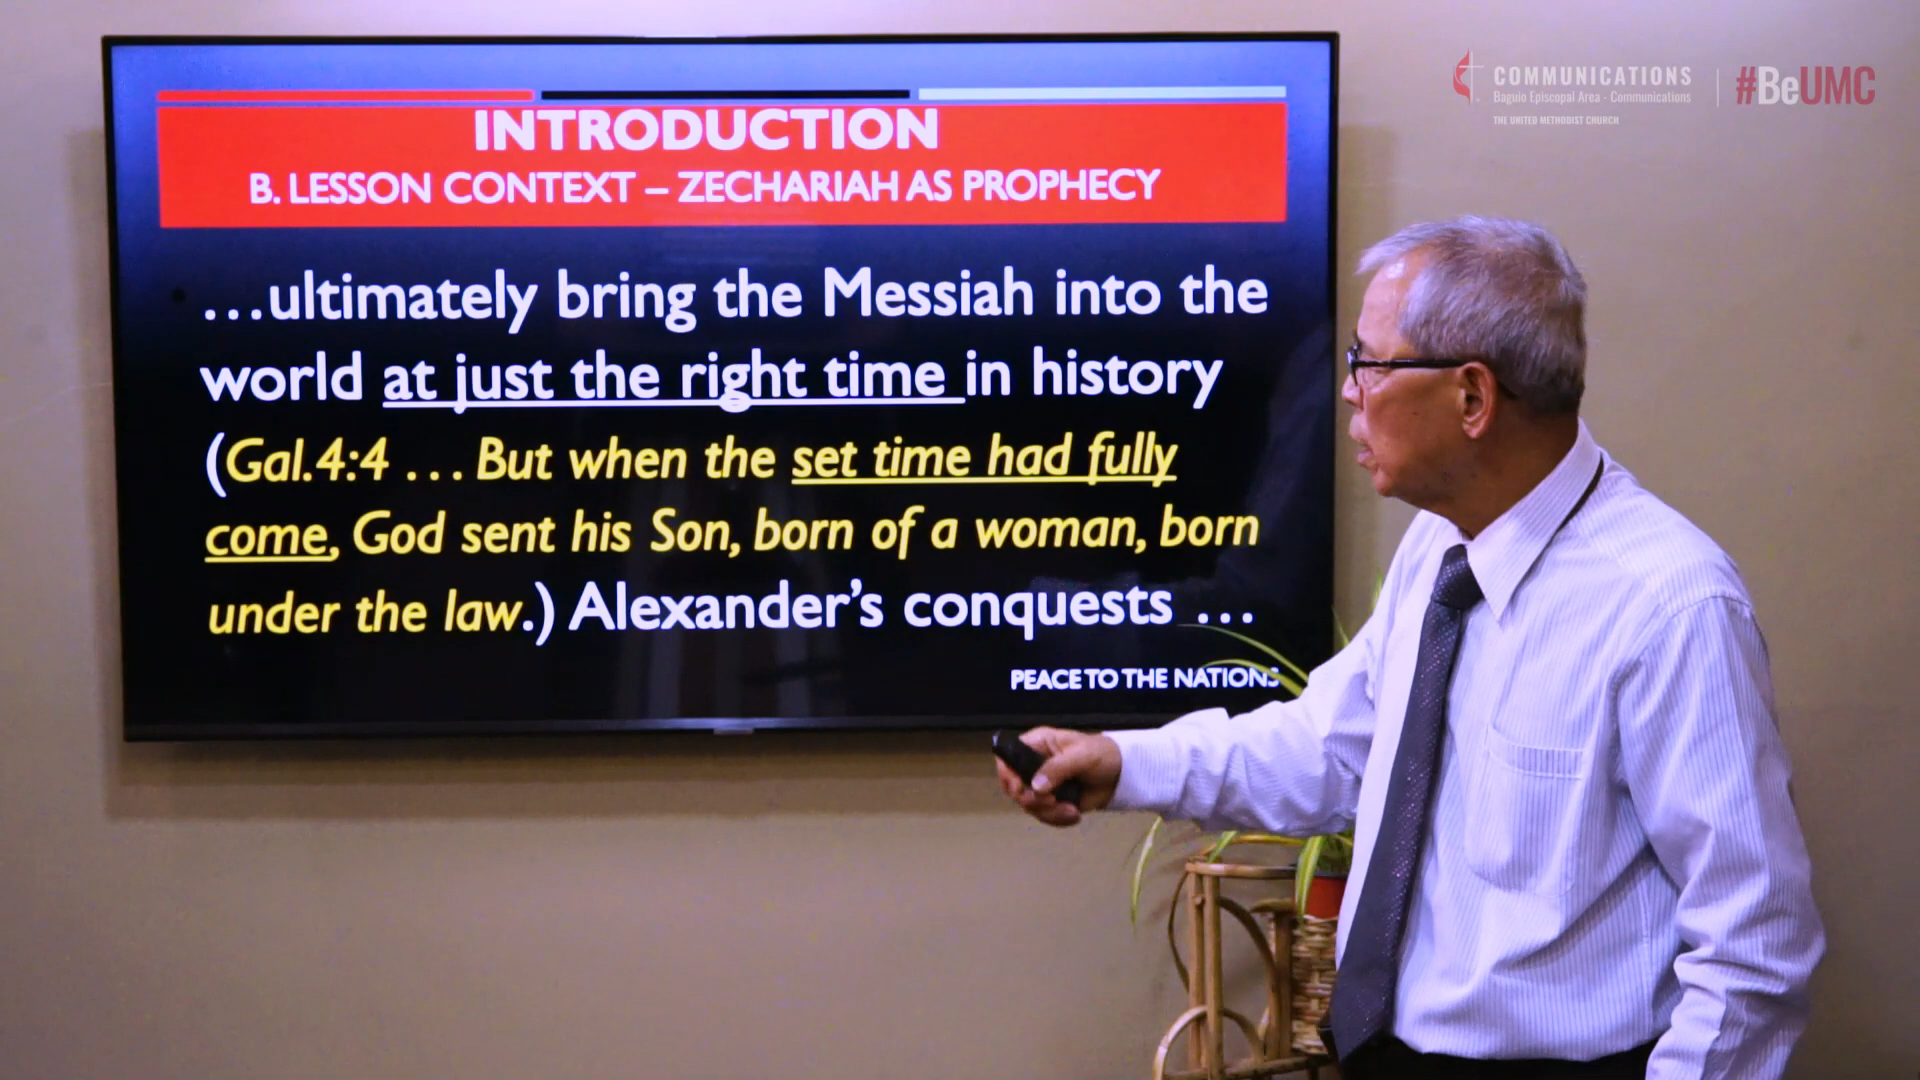 INTRODUCTION
B. LESSON CONTEXT – ZECHARIAH AS PROPHECY
…ultimately bring the Messiah into the
world at just the right time in history
(Gal.4:4 … But when the set time had fully
come, God sent his Son, born of a woman, born
under the law.) Alexander’s conquests …
PEACE TO THE NATIONS
COMMUNICATIONS
Baguio Episcopal Area - Communications
THE UNITED METHODIST CHURCH
#BeUMC